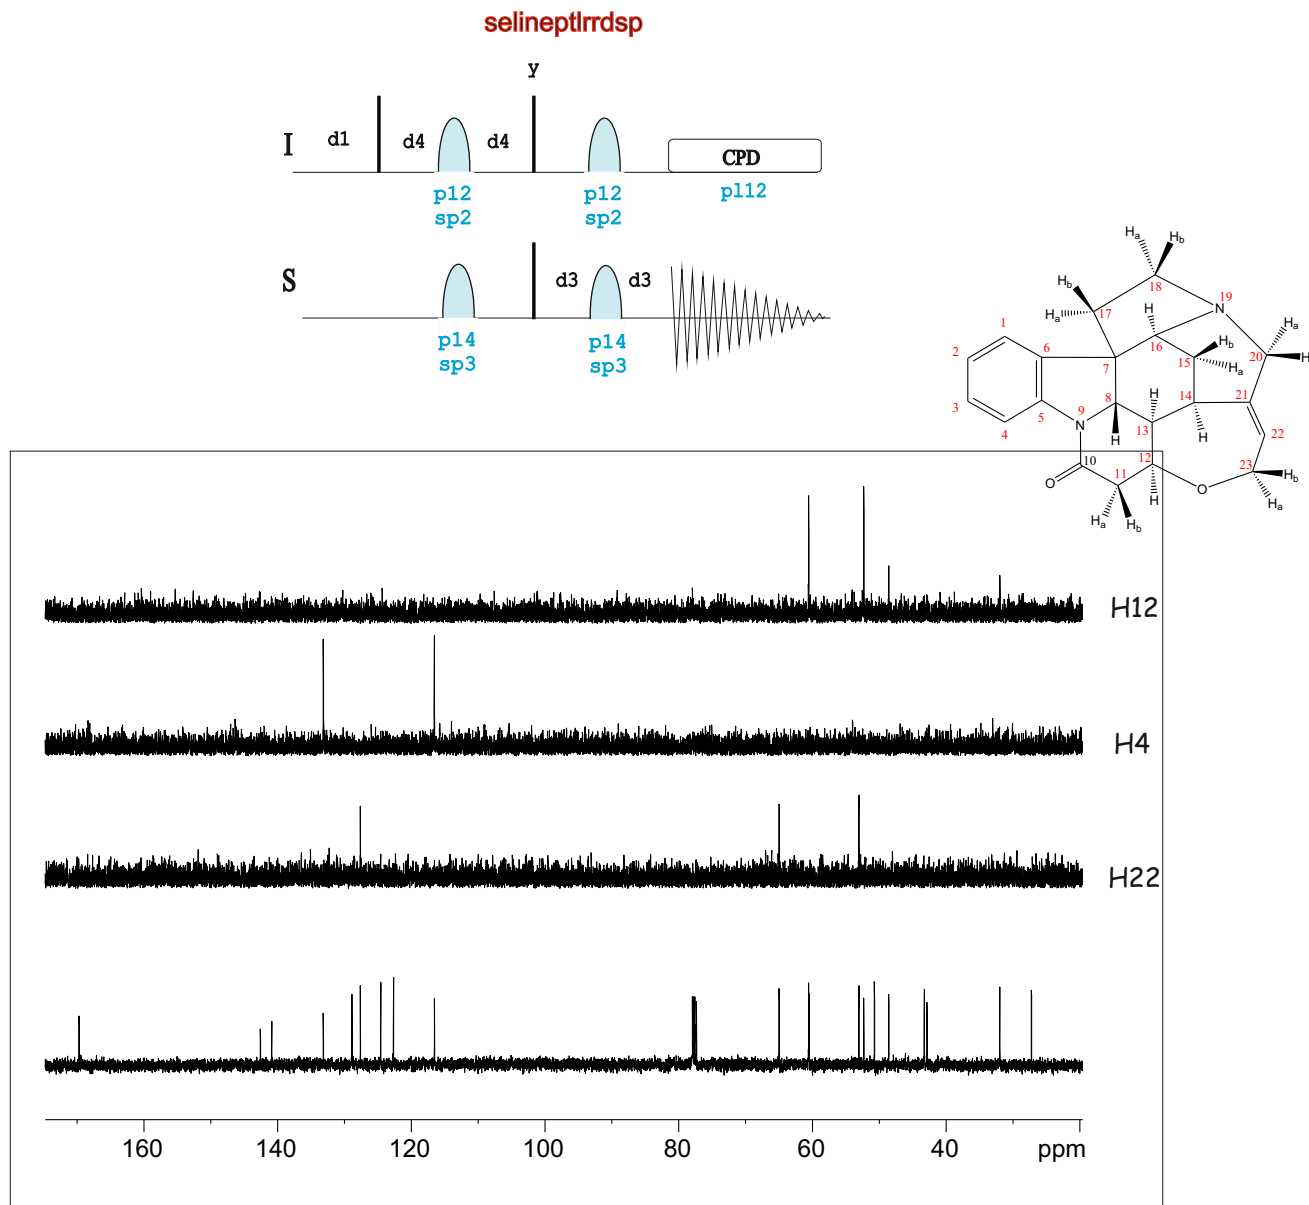 selineptlrrdsp
y
I d1 d4 d4 CPD
p12 p12 pl12
sp2 sp2
S d3 d3
p14 p14
sp3 sp3
Ha Hb
18
Hb 19
N
Ha 17 H Ha
1 16 Hb
2 6 15 20 H
7 Ha
8 H 14 21
3 9 13
5 N H 22
4 H
10 12 23 Hb
O 11 O
H Ha
Ha Hb
H12
H4
H22
160 140 120 100 80 60 40 ppm